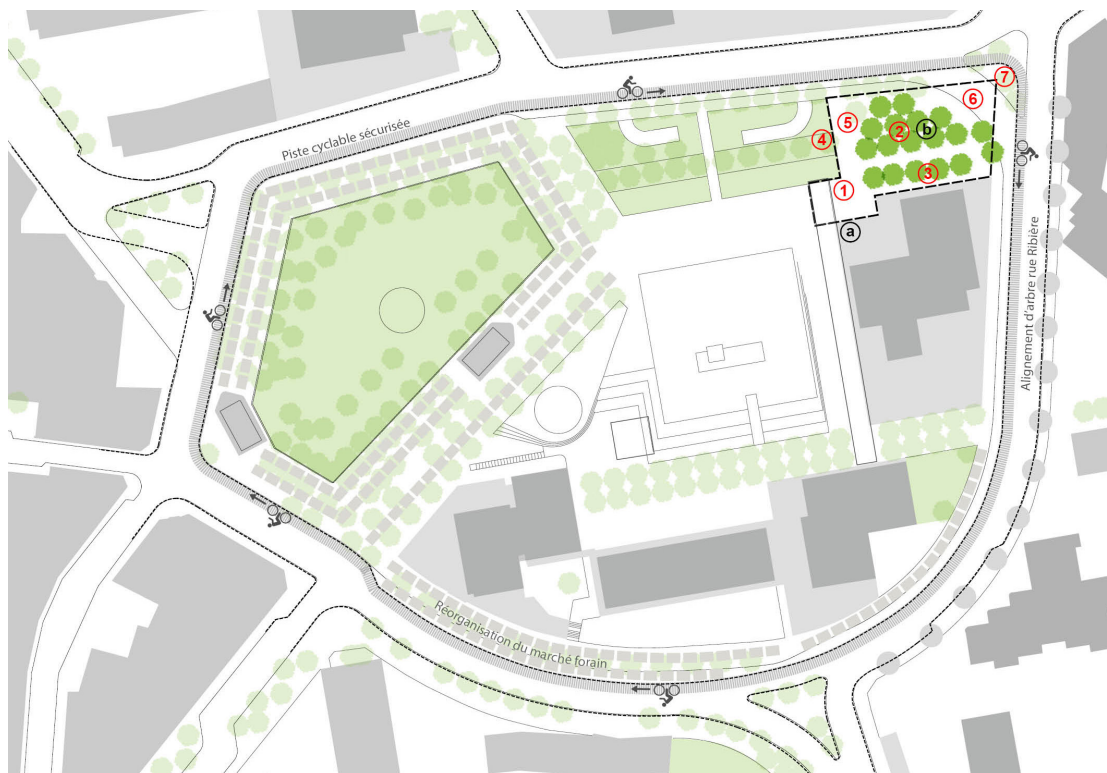 7
6
5
b
2
4
3
1
a
Piste cyclable sécurisée
Alignement d'arbre rue Ribière
Réorganisation du marché forain